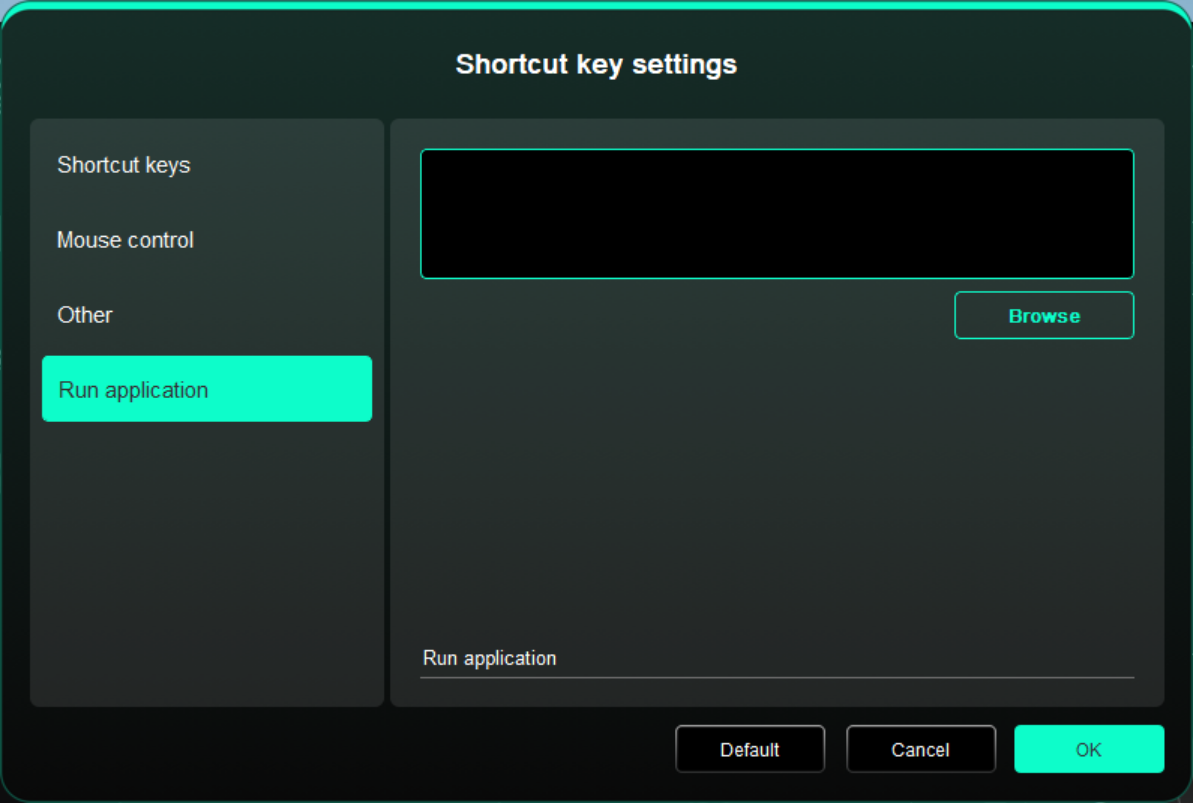 Shortcut key settings
Shortcut keys
Mouse control
Other
Run application
Browse
Run application
Default
Cancel
OK